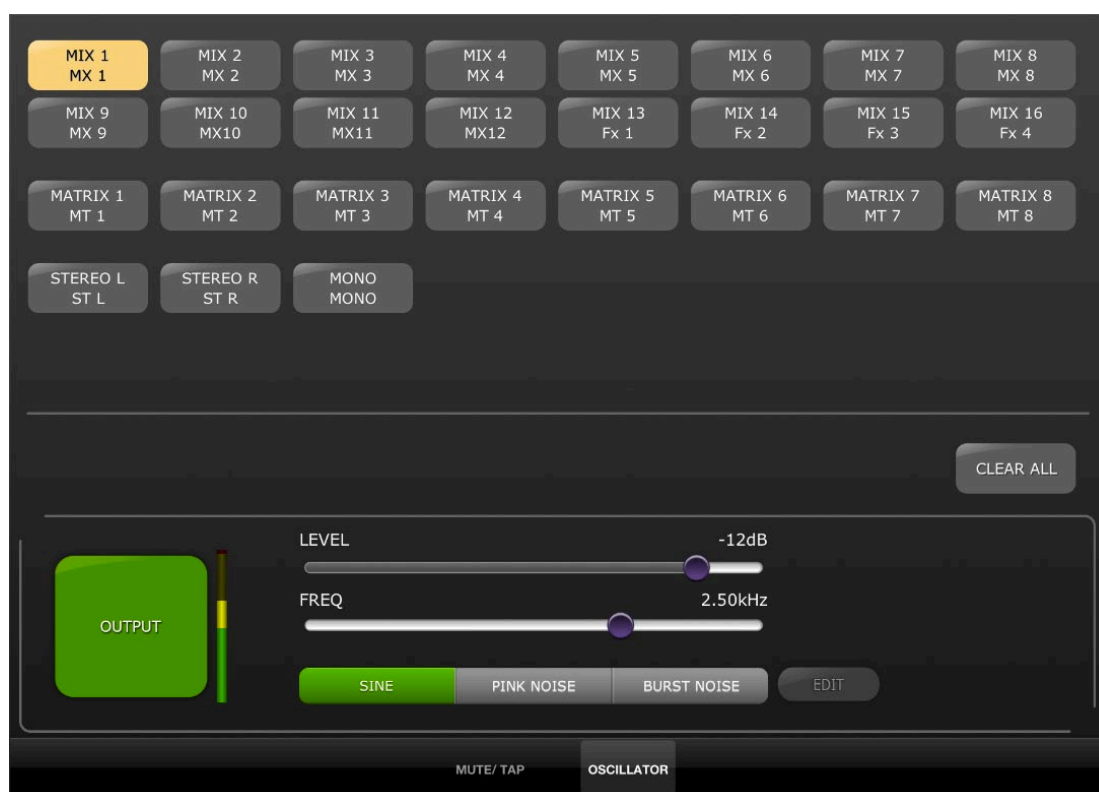 MIX 1 MIX 2 MIX 3 MIX 4 MIX 5 MIX 6 MIX 7 MIX 8
MX 1 MX 2 MX 3 MX 4 MX 5 MX 6 MX 7 MX 8
MIX 9 MIX 10 MIX 11 MIX 12 MIX 13 MIX 14 MIX 15 MIX 16
MX 9 MX10 MX11 MX12 Fx 1 Fx 2 Fx 3 Fx 4
MATRIX 1 MATRIX 2 MATRIX 3 MATRIX 4 MATRIX 5 MATRIX 6 MATRIX 7 MATRIX 8
MT 1 MT 2 MT 3 MT 4 MT 5 MT 6 MT 7 MT 8
STEREO L STEREO R MONO
ST L ST R MONO
CLEAR ALL
LEVEL -12dB
FREQ 2.50kHz
OUTPUT
SINE PINK NOISE BURST NOISE EDIT
MUTE/ TAP OSCILLATOR